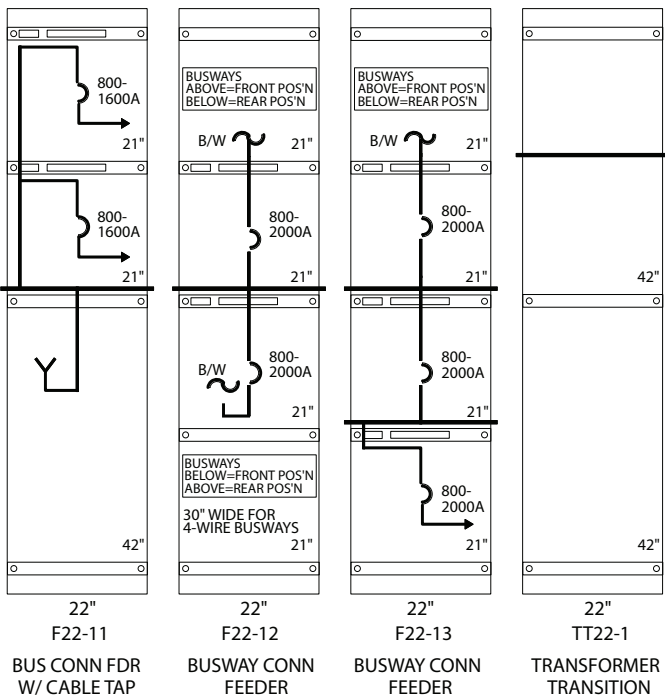 800-
1600A
21"
800-
1600A
21"
42"
22"
F22-11
BUS CONN FDR
W/ CABLE TAP
BUSWAYS
ABOVE=FRONT POS'N
BELOW=REAR POS'N
B/W
21"
800-
2000A
21"
B/W
800-
2000A
21"
BUSWAYS
BELOW=FRONT POS'N
ABOVE=REAR POS'N
30" WIDE FOR
4-WIRE BUSWAYS
21"
22"
F22-12
BUSWAY CONN
FEEDER
BUSWAYS
ABOVE=FRONT POS'N
BELOW=REAR POS'N
B/W
21"
800-
2000A
21"
800-
2000A
21"
800-
2000A
21"
22"
F22-13
BUSWAY CONN
FEEDER
42"
42"
22"
TT22-1
TRANSFORMER
TRANSITION